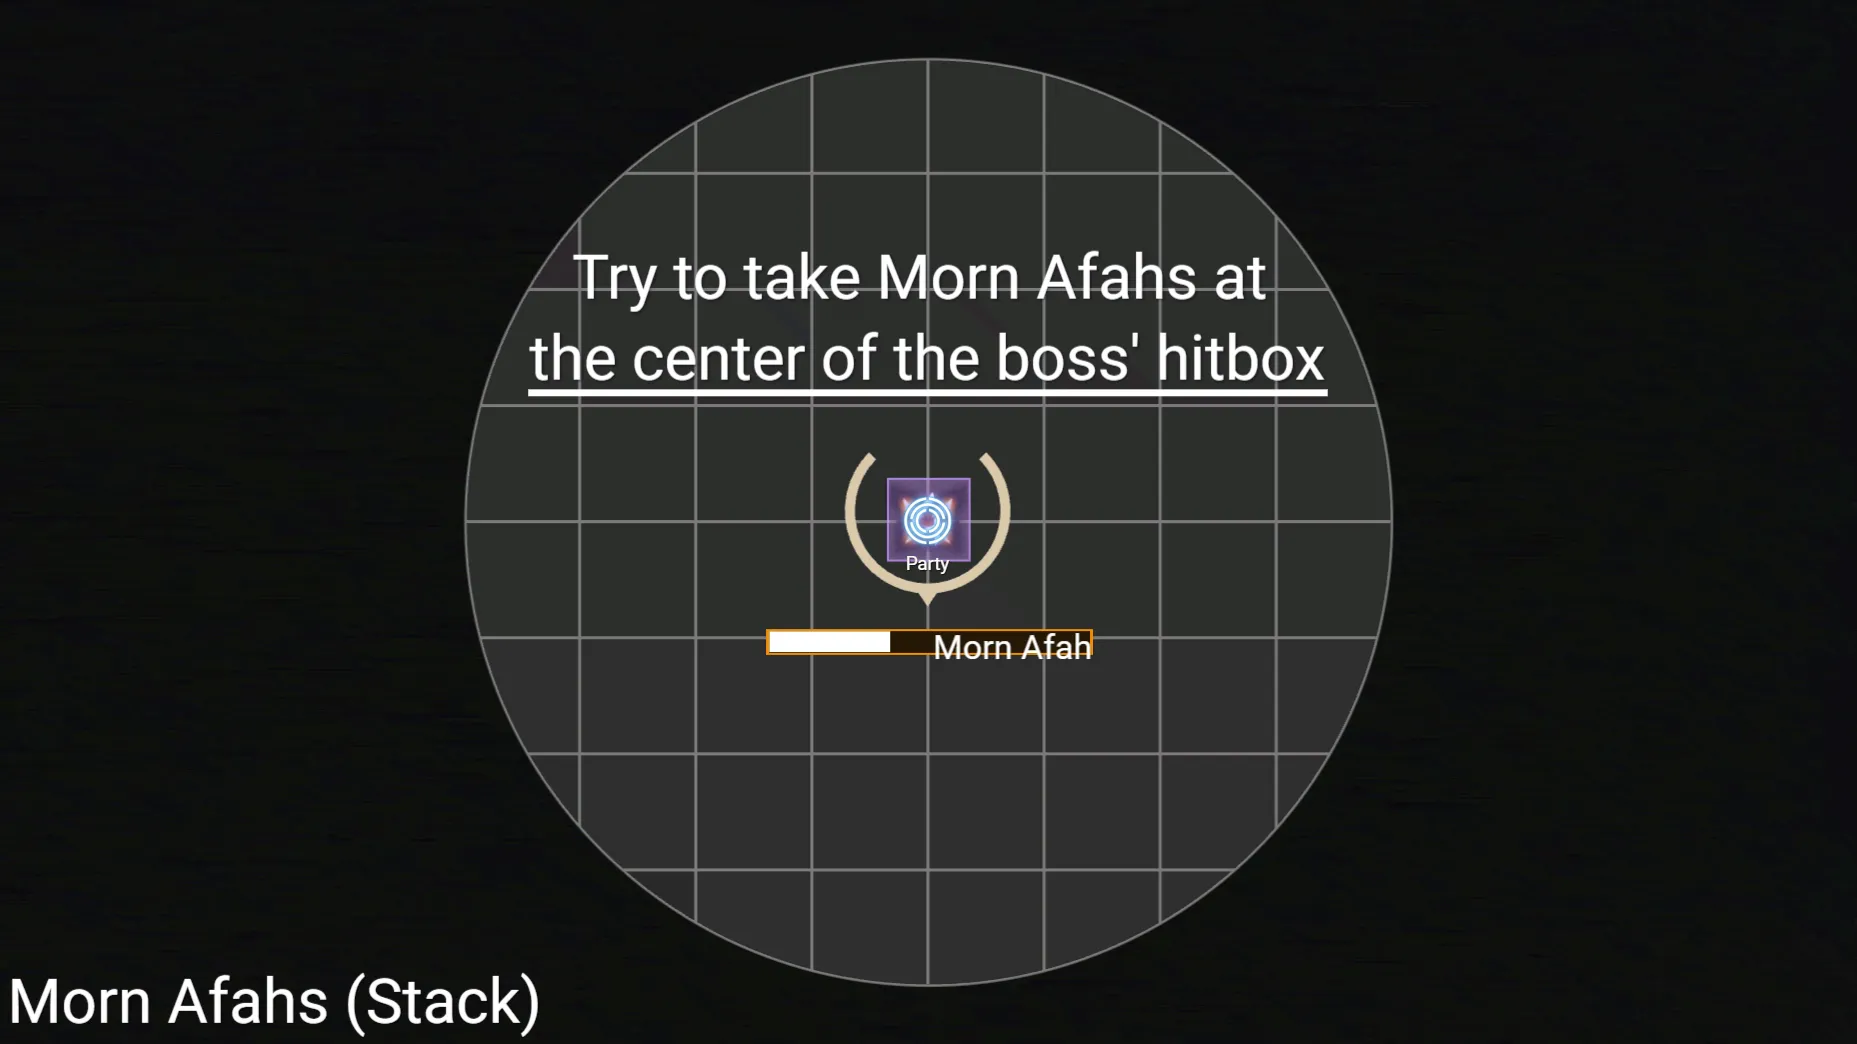 Try to take Morn Afahs at
the center of the boss' hitbox
Party
Morn Afah
Morn Afahs (Stack)